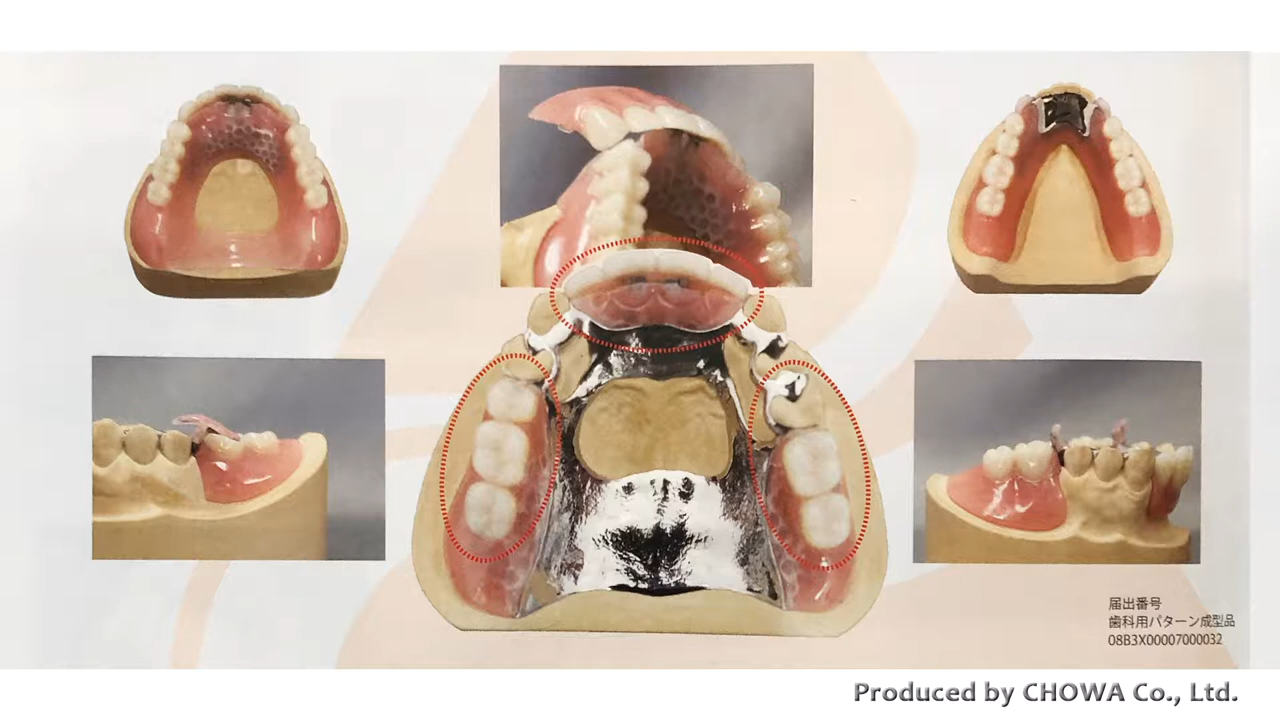 届出番号
歯科用パターン成型品
08B3X00007000032
Produced by CHOWA Co., Ltd.